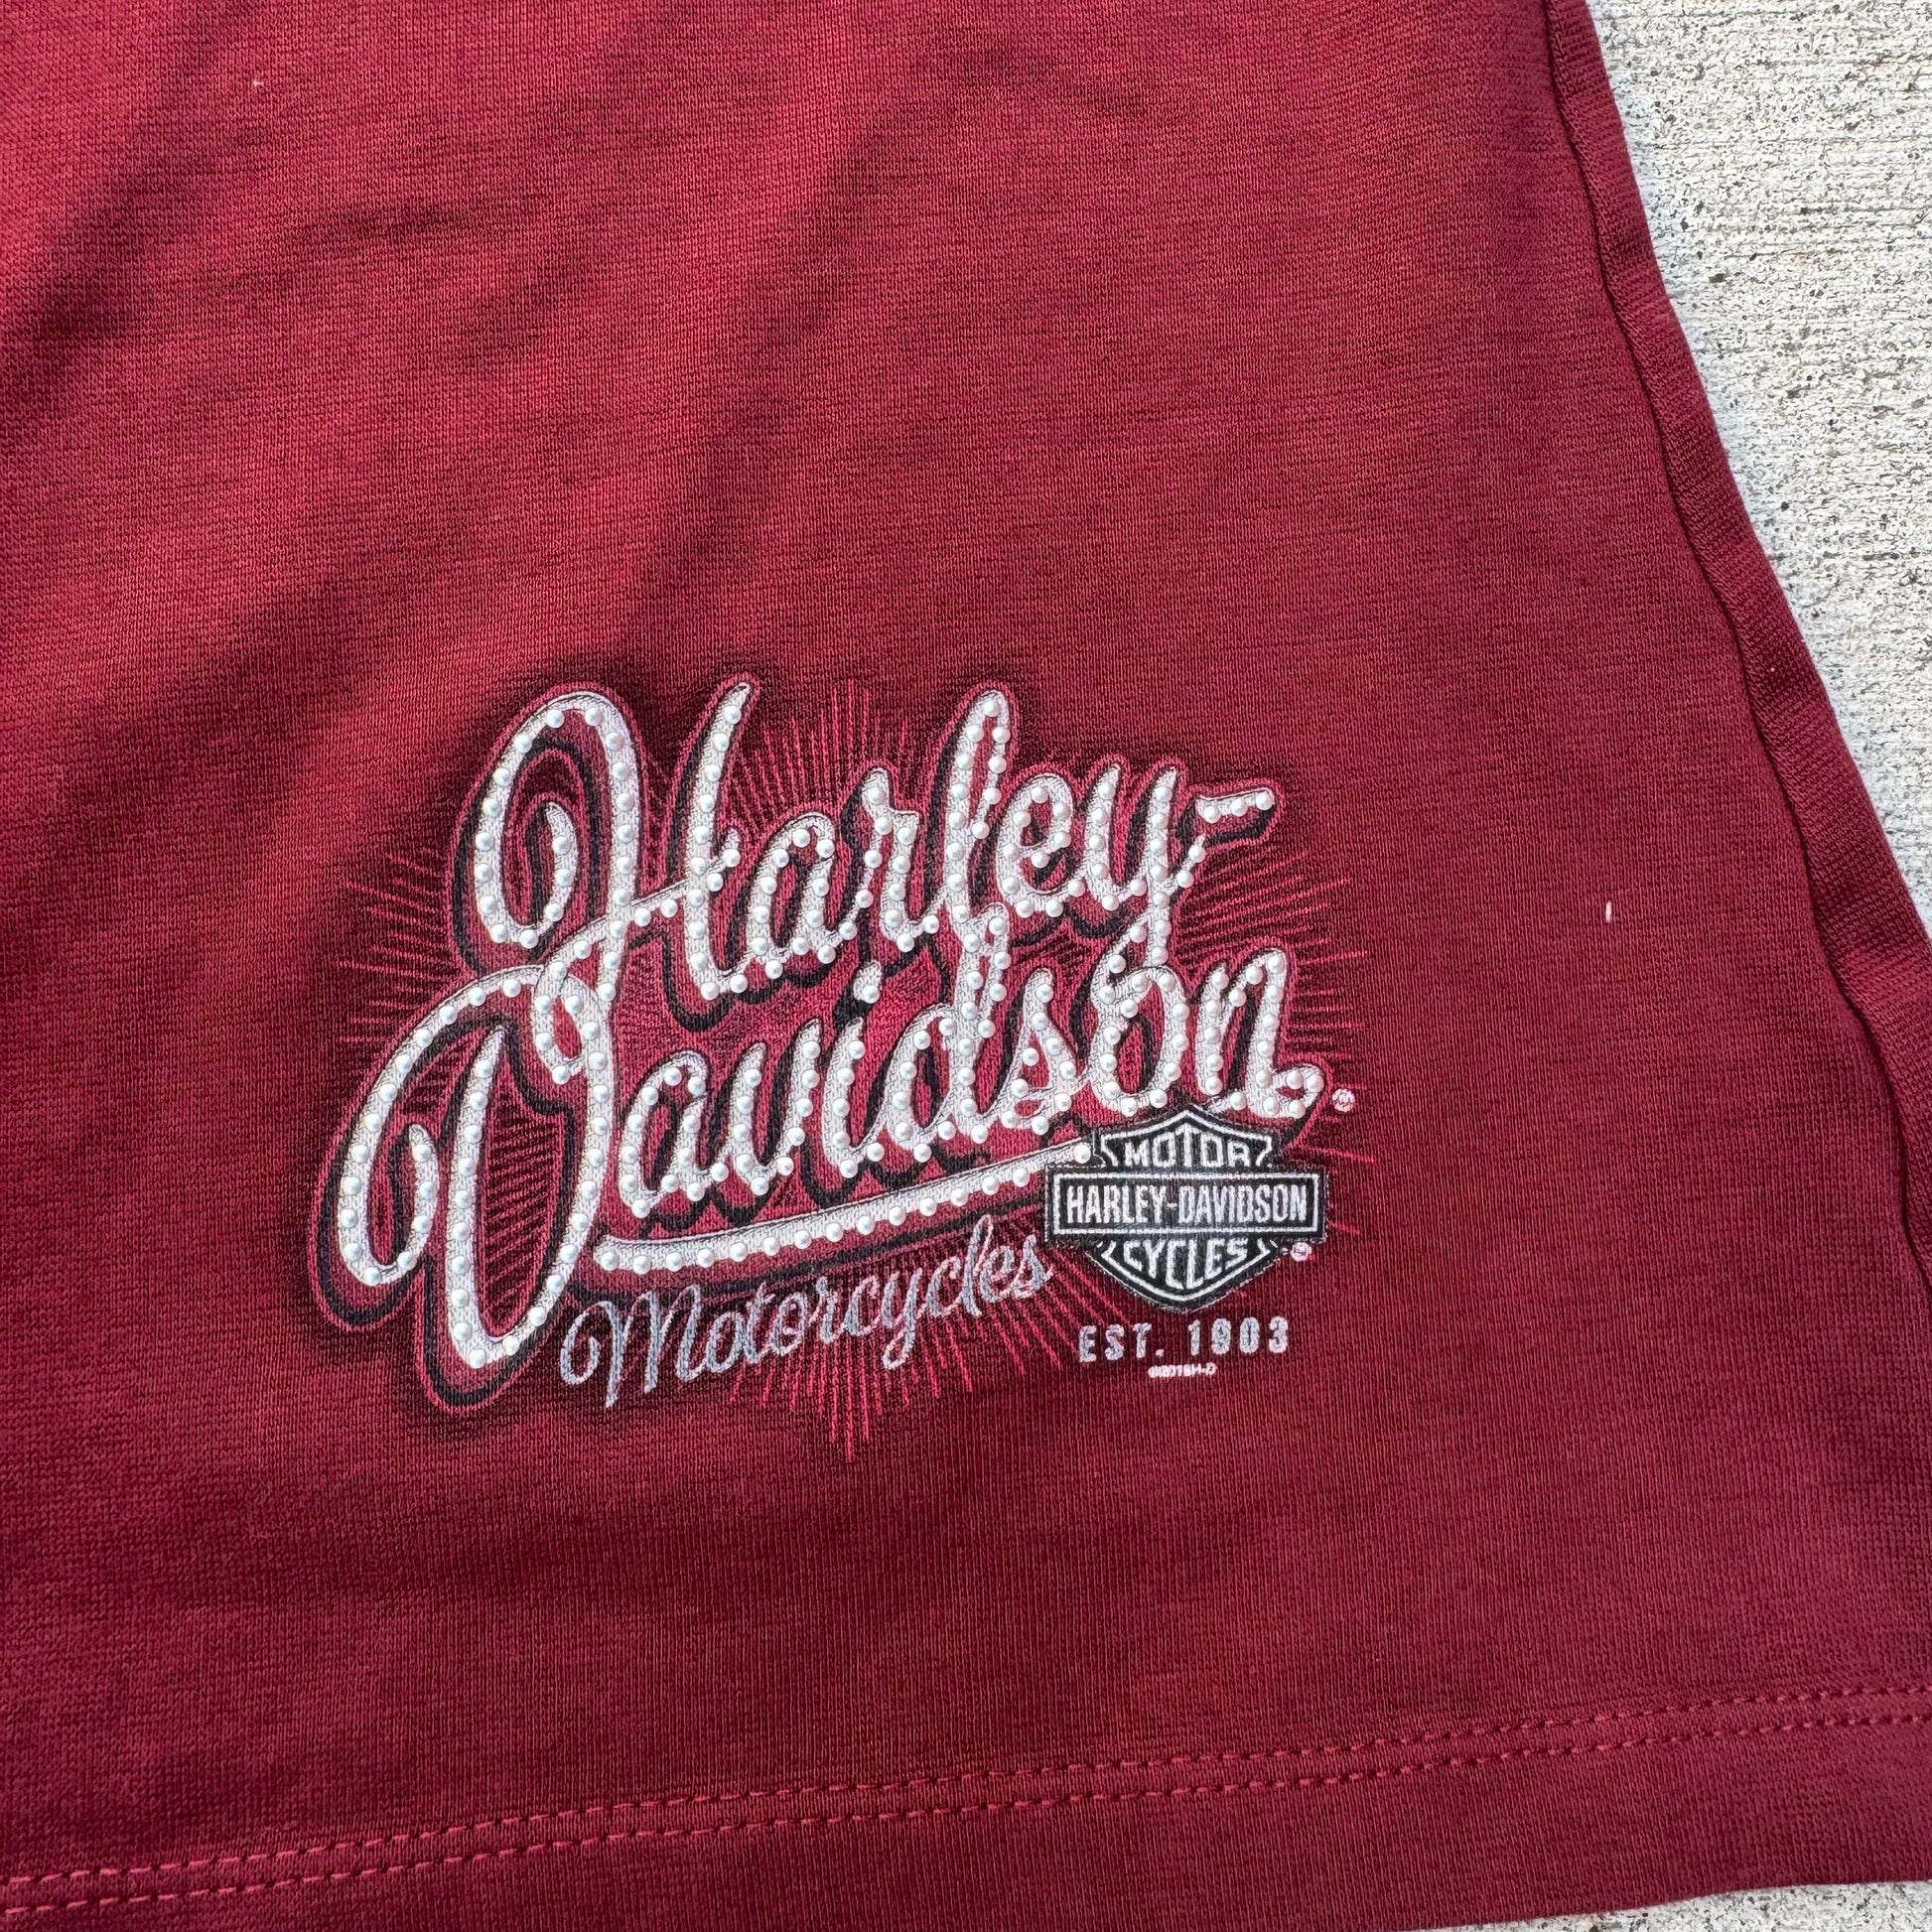 Harley-
Davidson®
MOTOR
HARLEY-DAVIDSON
CYCLES
Motorcycles
EST. 1903